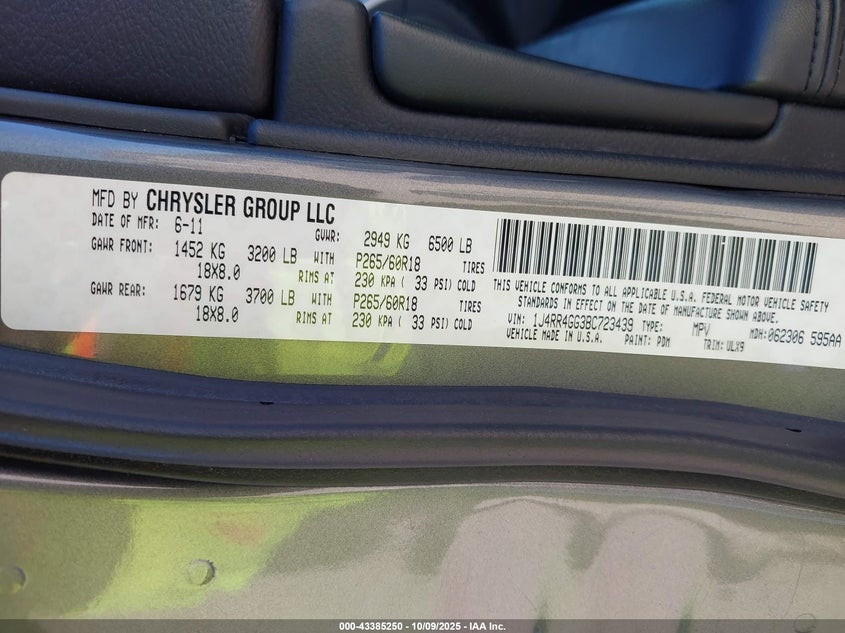 MFD BY CHRYSLER GROUP LLC
DATE OF MFR: 6-11 GVWR: 2949 KG 6500 LB
GAWR FRONT: 1452 KG 3200 LB WITH P265/60R18 TIRES
18X8.0 RIMS AT 230 KPA ( 33 PSI) COLD
GAWR REAR: 1679 KG 3700 LB WITH P265/60R18 TIRES
18X8.0 RIMS AT 230 KPA ( 33 PSI) COLD
THIS VEHICLE CONFORMS TO ALL APPLICABLE U.S.A. FEDERAL MOTOR VEHICLE SAFETY
STANDARDS IN EFFECT ON THE DATE OF MANUFACTURE SHOWN ABOVE.
VIN: 1J4RR4GG3BC723439 TYPE: MPV MDH:062306 595AA
VEHICLE MADE IN U.S.A. PAINT: PDM TRIM: ULX9
000-43385250 - 10/09/2025 - IAA Inc.